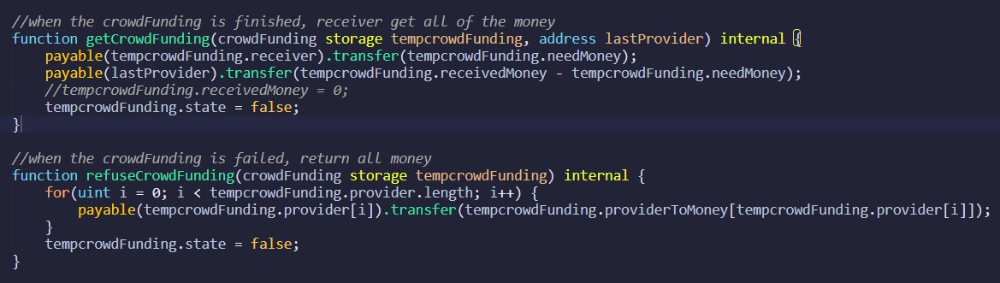 //when the crowdFunding is finished, receiver get all of the money
function getCrowdFunding(crowdFunding storage tempcrowdFunding, address lastProvider) internal {
    payable(tempcrowdFunding.receiver).transfer(tempcrowdFunding.needMoney);
    payable(lastProvider).transfer(tempcrowdFunding.receivedMoney - tempcrowdFunding.needMoney);
    //tempcrowdFunding.receivedMoney = 0;
    tempcrowdFunding.state = false;
}
//when the crowdFunding is failed, return all money
function refuseCrowdFunding(crowdFunding storage tempcrowdFunding) internal {
    for(uint i = 0; i < tempcrowdFunding.provider.length; i++) {
        payable(tempcrowdFunding.provider[i]).transfer(tempcrowdFunding.providerToMoney[tempcrowdFunding.provider[i]]);
    }
    tempcrowdFunding.state = false;
}